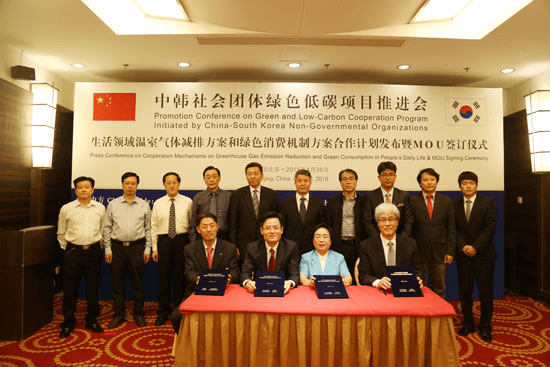 中韩社会团体绿色低碳项目推进会
Promotion Conference on Green and Low-Carbon Cooperation Program
Initiated by China-South Korea Non-Governmental Organizations
生活领域温室气体减排方案和绿色消费机制方案合作计划发布暨MOU签订仪式
Press Conference on Cooperation Mechanisms on Greenhouse Gas Emission Reduction and Green Consumption in People's Daily Life & MOU Signing Ceremony
China
2015